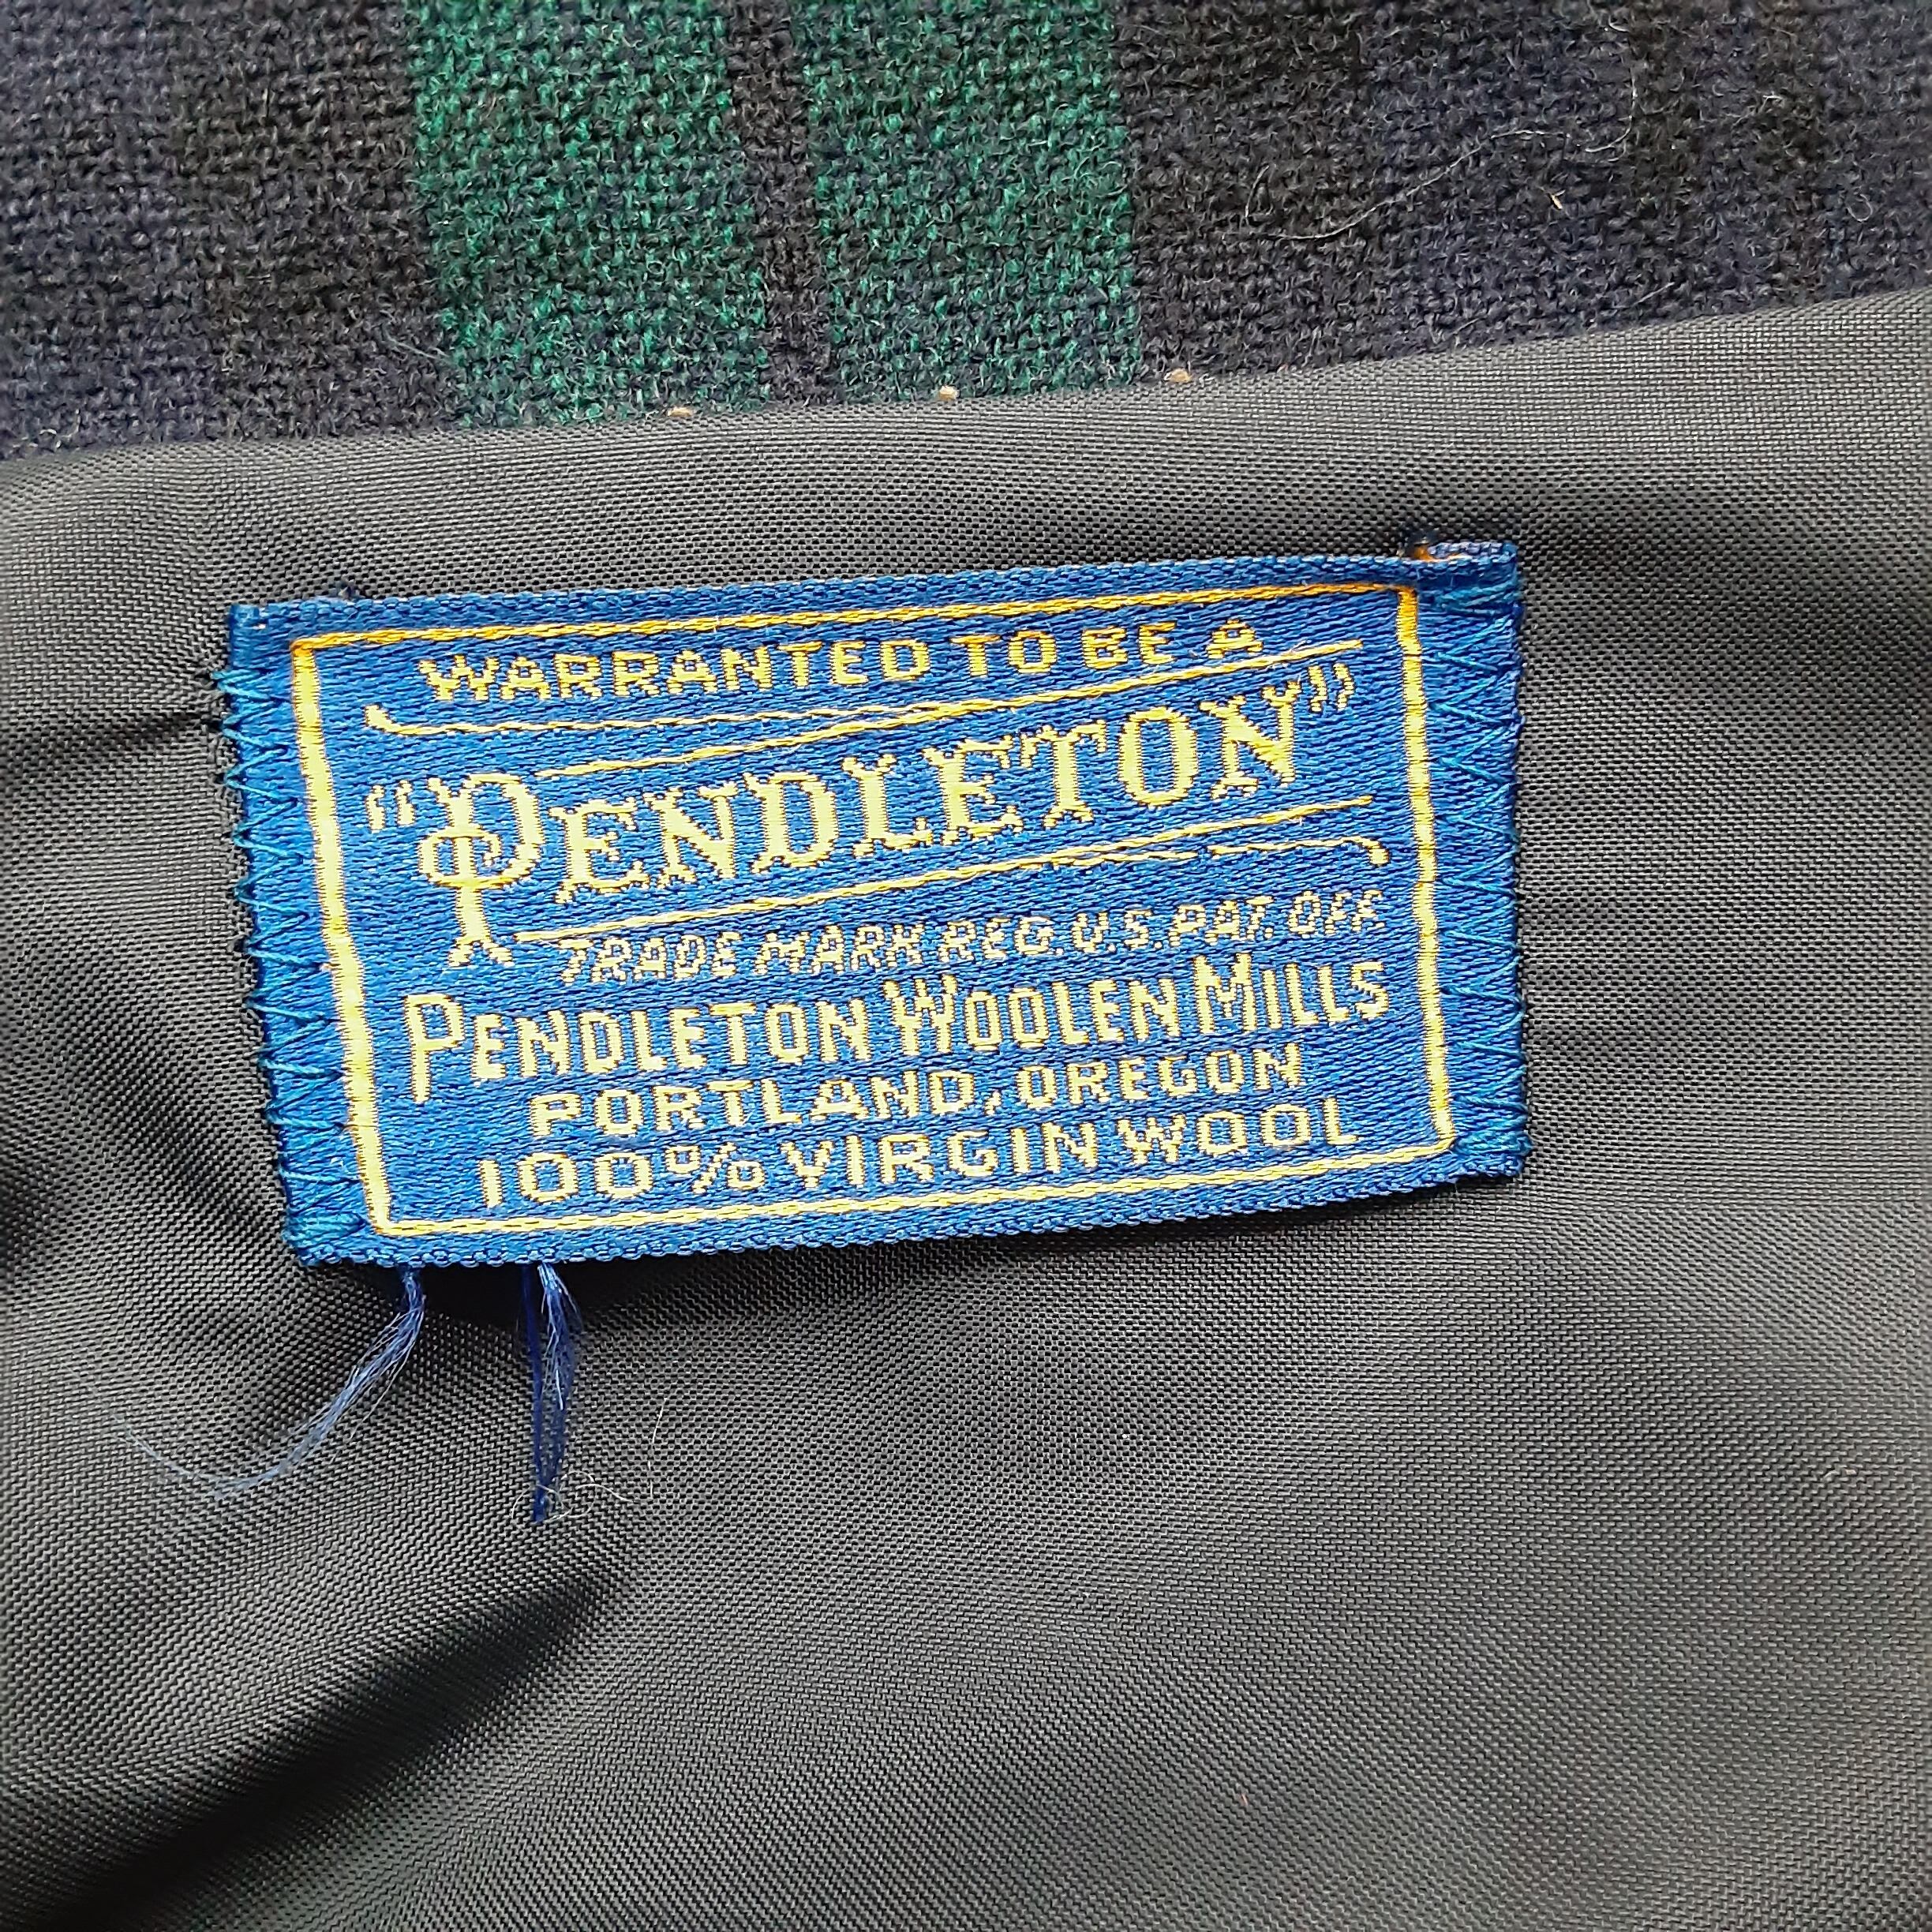 WARRANTED TO BE A
"PENDLETON"
TRADE MARK REG. U.S. PAT. OFF.
PENDLETON WOOLEN MILLS
PORTLAND, OREGON
100% VIRGIN WOOL